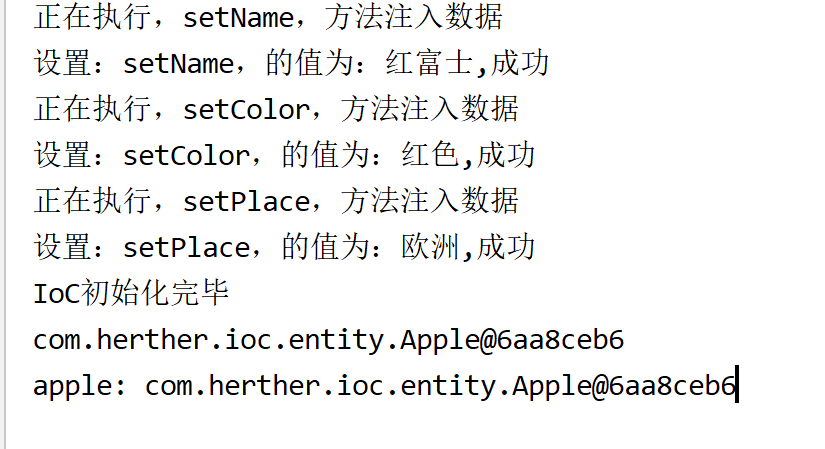 正在执行，setName，方法注入数据
设置：setName，的值为：红富士,成功
正在执行，setColor，方法注入数据
设置：setColor，的值为：红色,成功
正在执行，setPlace，方法注入数据
设置：setPlace，的值为：欧洲,成功
IoC初始化完毕
com.herther.ioc.entity.Apple@6aa8ceb6
apple: com.herther.ioc.entity.Apple@6aa8ceb6